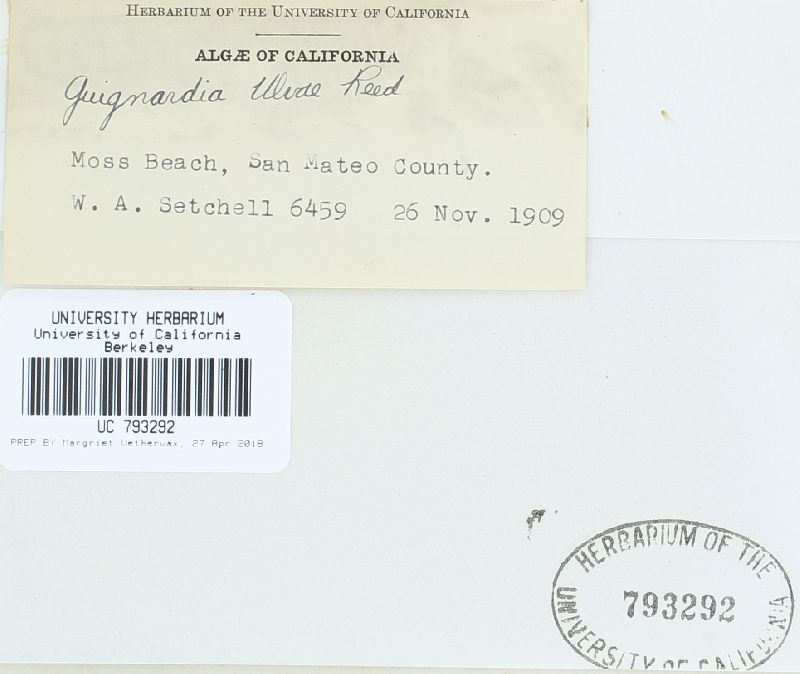 HERBARIUM OF THE UNIVERSITY OF CALIFORNIA
ALGÆ OF CALIFORNIA
Guignardia Ulvae Reed
Moss Beach, San Mateo County.
W. A. Setchell 6459 26 Nov. 1909
UNIVERSITY HERBARIUM
University of California
Berkeley
UC 793292
PREP BY Margriet Wetherwax, 27 Apr 2018
HERBARIUM OF THE
793292
UNIVERSITY OF CALIFORNIA